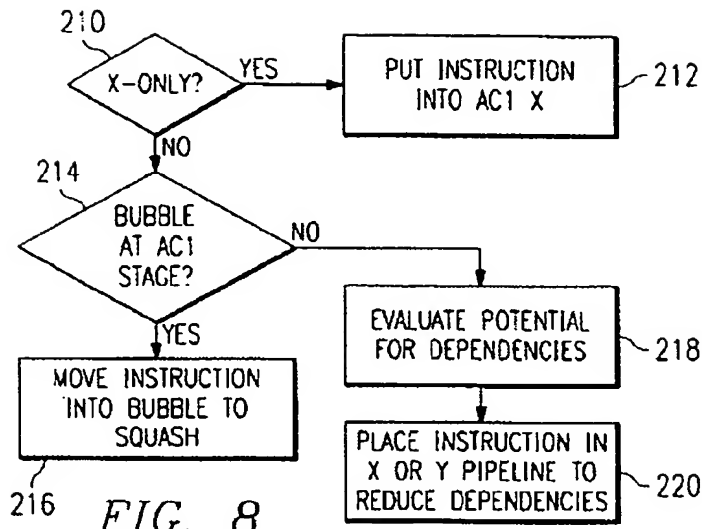 210
X-ONLY?
YES
PUT INSTRUCTION
INTO AC1 X
212
NO
214
BUBBLE
AT AC1
STAGE?
NO
YES
EVALUATE POTENTIAL
FOR DEPENDENCIES
218
MOVE INSTRUCTION
INTO BUBBLE TO
SQUASH
216
PLACE INSTRUCTION IN
X OR Y PIPELINE TO
REDUCE DEPENDENCIES
220
FIG. 8